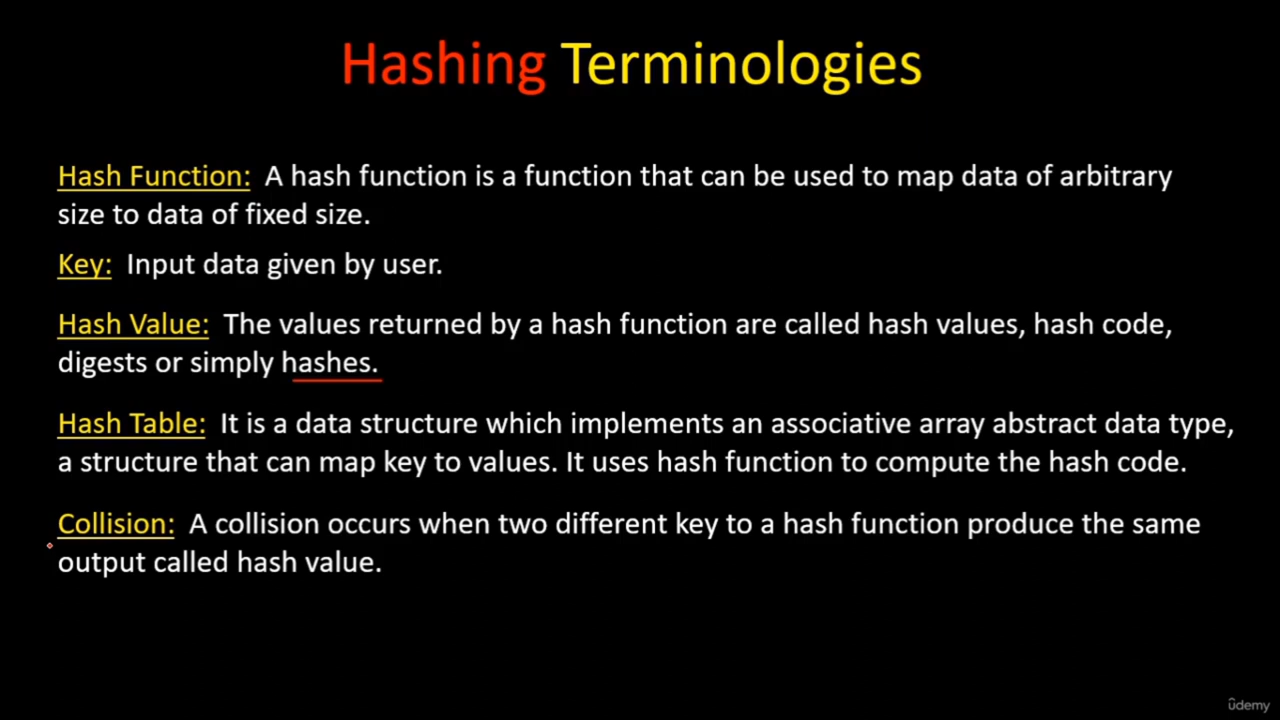 Hashing Terminologies
Hash Function: A hash function is a function that can be used to map data of arbitrary
size to data of fixed size.
Key: Input data given by user.
Hash Value: The values returned by a hash function are called hash values, hash code,
digests or simply hashes.
Hash Table: It is a data structure which implements an associative array abstract data type,
a structure that can map key to values. It uses hash function to compute the hash code.
Collision: A collision occurs when two different key to a hash function produce the same
output called hash value.
ûdemy